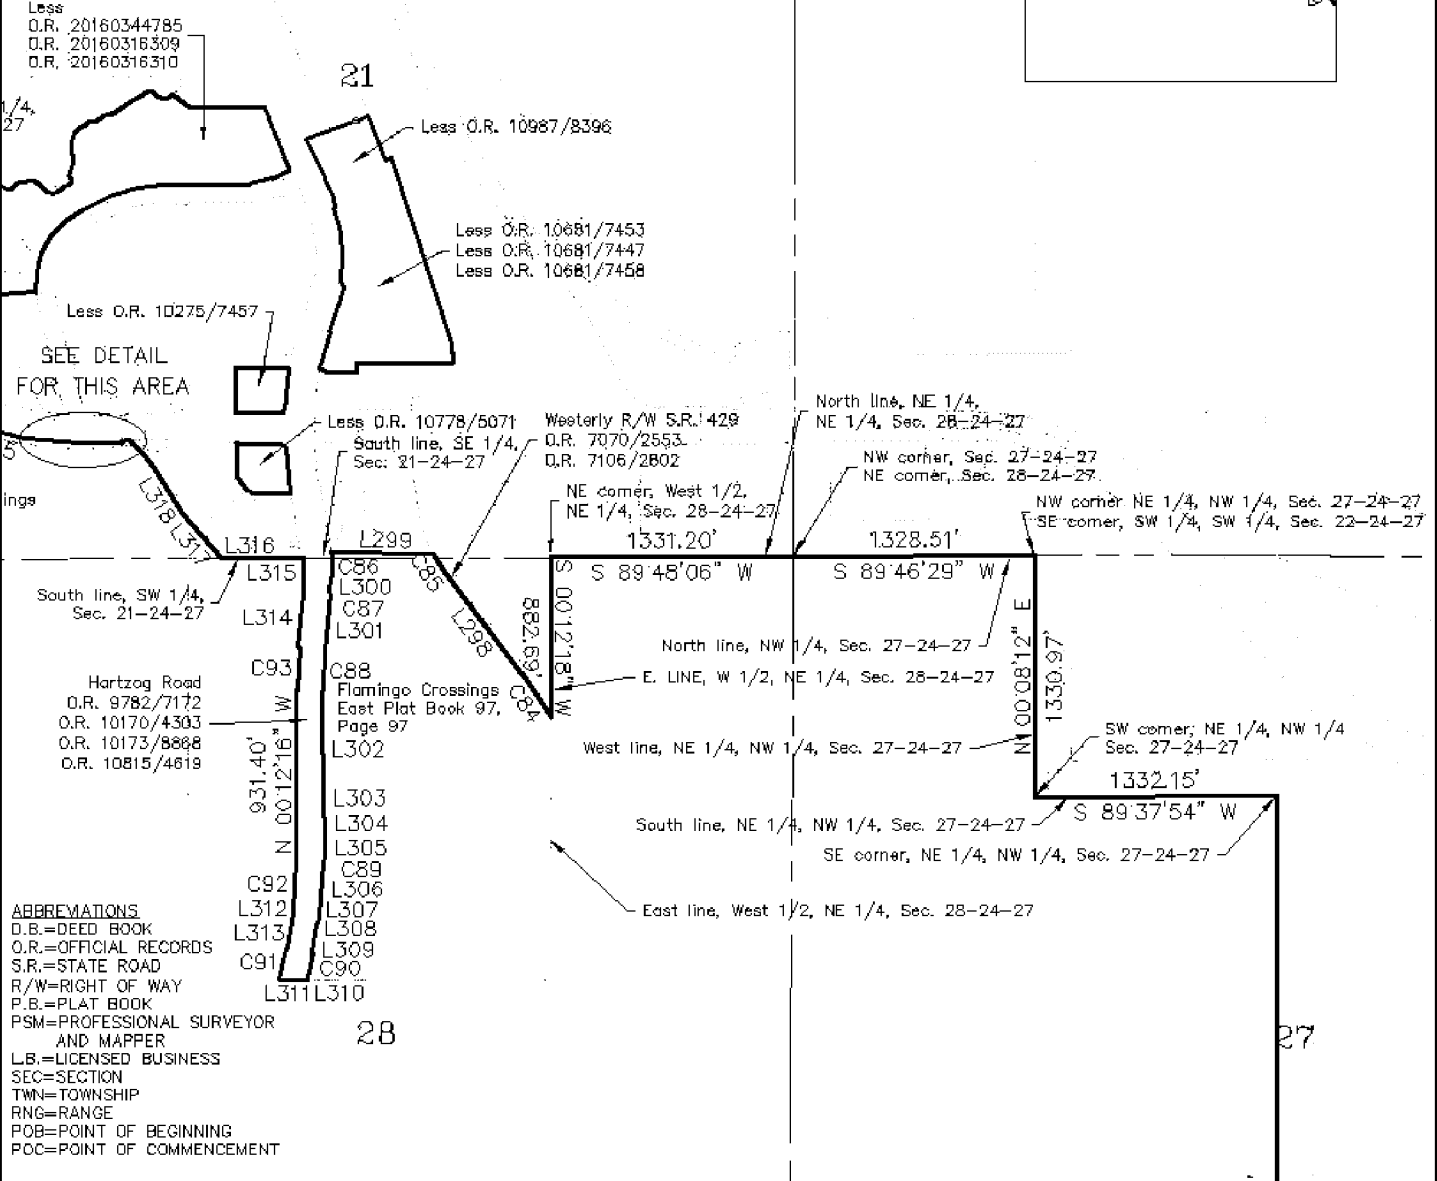 Less
O.R. 20160344785
O.R. 20160316309
O.R. 20160316310
21
1/4,
27
Less O.R. 10987/8396
Less O.R. 10681/7453
Less O.R. 10681/7447
Less O.R. 10681/7458
Less O.R. 10275/7457
SEE DETAIL
FOR THIS AREA
Less O.R. 10778/5071
South line, SE 1/4,
Sec. 21-24-27
Westerly R/W S.R. 429
O.R. 7070/2553
O.R. 7106/2802
North line, NE 1/4,
NE 1/4, Sec. 28-24-27
NW corner, Sec. 27-24-27
NE corner, Sec. 28-24-27
NE corner, West 1/2,
NE 1/4, Sec. 28-24-27
NW corner NE 1/4, NW 1/4, Sec. 27-24-27
SE corner, SW 1/4, SW 1/4, Sec. 22-24-27
5
ings
L318
L317
L316
L315
L299
C86
L300
C87
L301
C85
L298
C84
1331.20'
S 89°48'06" W
1328.51'
S 89°46'29" W
S 00°12'18" W
882.69'
N 00°08'12" E
1330.97'
South line, SW 1/4,
Sec. 21-24-27
L314
C93
C88
Flamingo Crossings
East Plat Book 97,
Page 97
L302
Hartzog Road
O.R. 9782/7172
O.R. 10170/4303
O.R. 10173/8868
O.R. 10815/4619
931.40'
N 00°12'16" W
North line, NW 1/4, Sec. 27-24-27
E. LINE, W 1/2, NE 1/4, Sec. 28-24-27
West line, NE 1/4, NW 1/4, Sec. 27-24-27
SW corner, NE 1/4, NW 1/4
Sec. 27-24-27
1332.15'
S 89°37'54" W
South line, NE 1/4, NW 1/4, Sec. 27-24-27
SE corner, NE 1/4, NW 1/4, Sec. 27-24-27
L303
L304
L305
C89
L306
L307
L308
L309
C90
C92
L312
L313
C91
L311
L310
East line, West 1/2, NE 1/4, Sec. 28-24-27
28
27
ABBREVIATIONS
D.B.=DEED BOOK
O.R.=OFFICIAL RECORDS
S.R.=STATE ROAD
R/W=RIGHT OF WAY
P.B.=PLAT BOOK
PSM=PROFESSIONAL SURVEYOR
AND MAPPER
L.B.=LICENSED BUSINESS
SEC=SECTION
TWN=TOWNSHIP
RNG=RANGE
POB=POINT OF BEGINNING
POC=POINT OF COMMENCEMENT